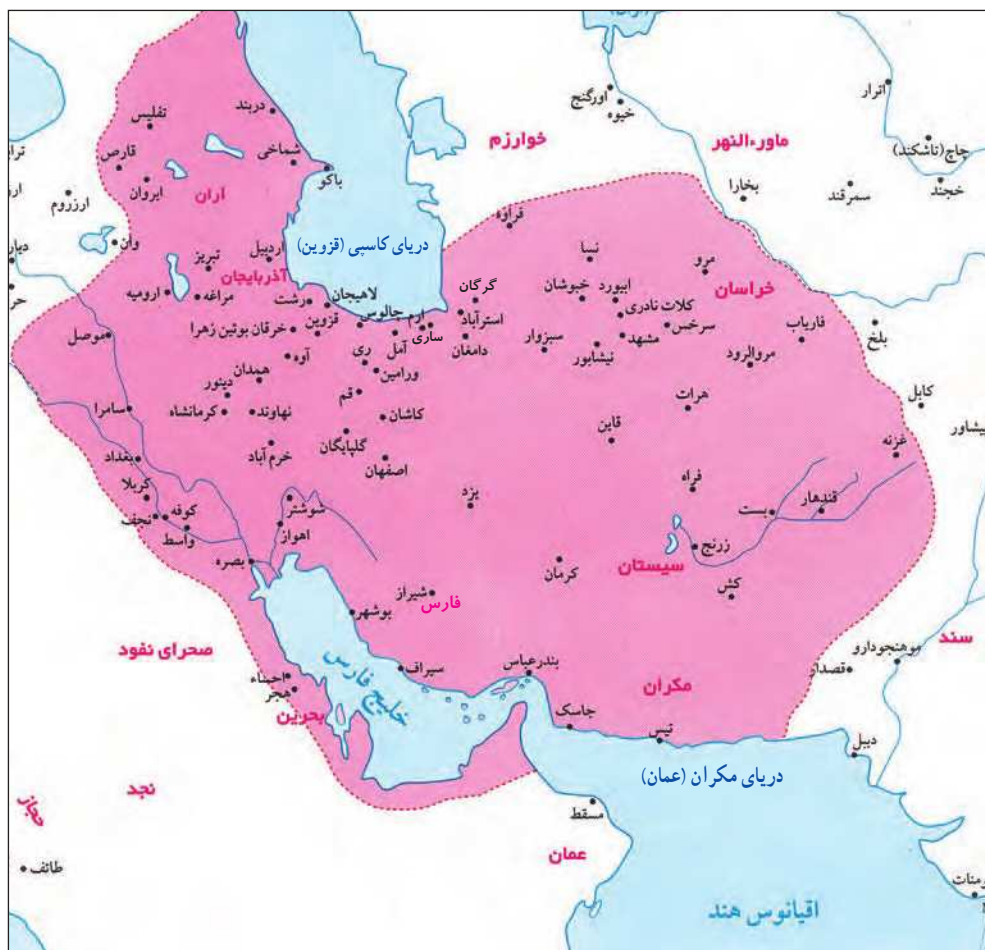 اترار
اورگنج
خیوه
ماورءالنهر
خوارزم
چاچ(تاشکند)
خجند
سمرقند
بخارا
دربند
تفلیس
شماخی
قارص
ایروان
باکو
اران
ارزروم
وان
دریای کاسپی (قزوین)
فراوه
نسا
مرو
خراسان
اردبیل
تبریز
آذربایجان
ارومیه
مراغه
رشت
لاهیجان
گرگان
خبوشان
ابیورد
کلات نادری
سرخس
فاریاب
بلخ
موصل
خرقان بوتین زهرا
قزوین
چالوس
ارم
ساری
آمل
استرآباد
دامغان
سبزوار
نیشابور
مشهد
مروالرود
آوه
ری
ورامین
همدان
دینور
قم
کابل
سامرا
کرمانشاه
نهاوند
کاشان
هرات
گلپایگان
قاین
غزنه
بغداد
خرم آباد
اصفهان
کربلا
فراه
یزد
نجف
کوفه
واسط
شوشتر
اهواز
بست
قندهار
بصره
کرمان
زرنج
سیستان
کش
شیراز
فارس
بوشهر
سند
موهنجودارو
قصدار
صحرای نفود
احساء
هجر
بحرین
خلیج فارس
سیراف
بندرعباس
مکران
جاسک
تیس
دیبل
دریای مکران (عمان)
نجد
حجاز
مسقط
عمان
طائف
اقیانوس هند